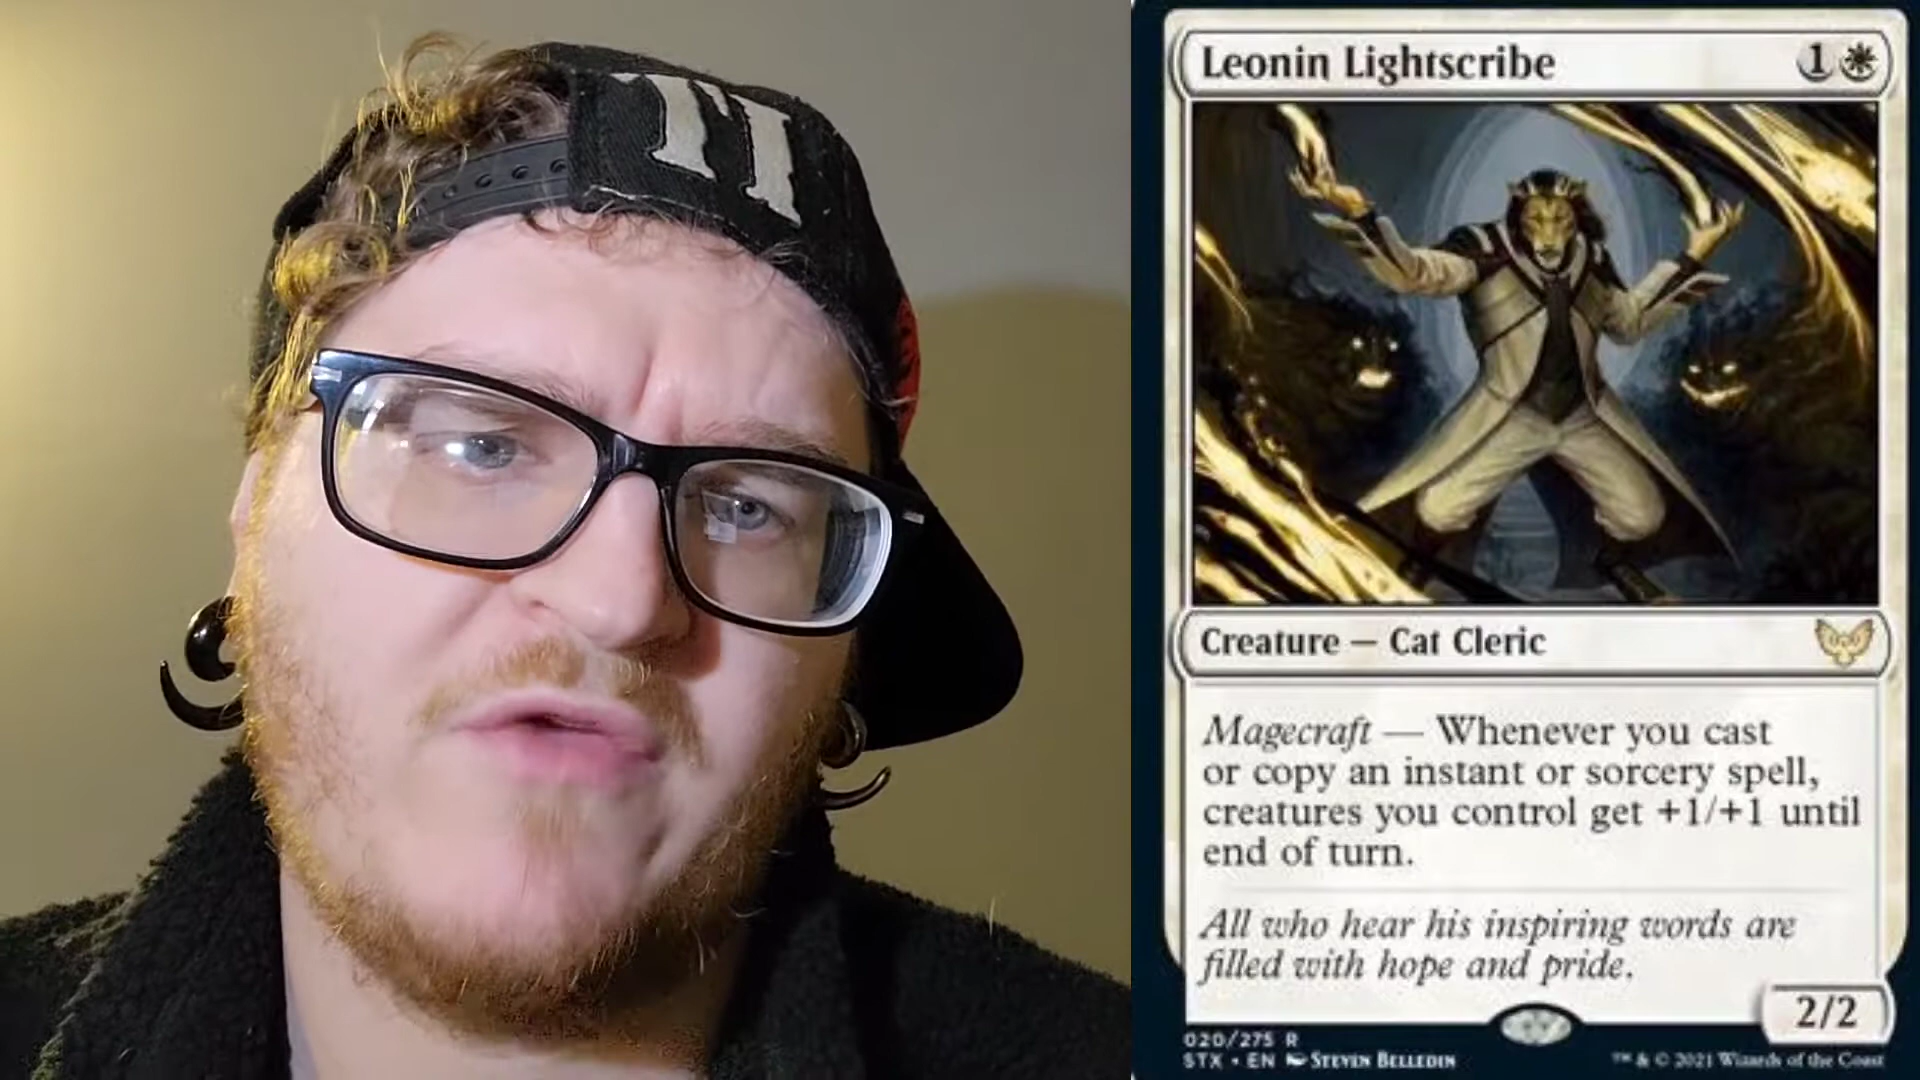 Leonin Lightscribe 1
Creature — Cat Cleric
Magecraft — Whenever you cast
or copy an instant or sorcery spell,
creatures you control get +1/+1 until
end of turn.
All who hear his inspiring words are
filled with hope and pride.
2/2
020/275 R
STX • EN Steven Belledin
™ & © 2021 Wizards of the Coast